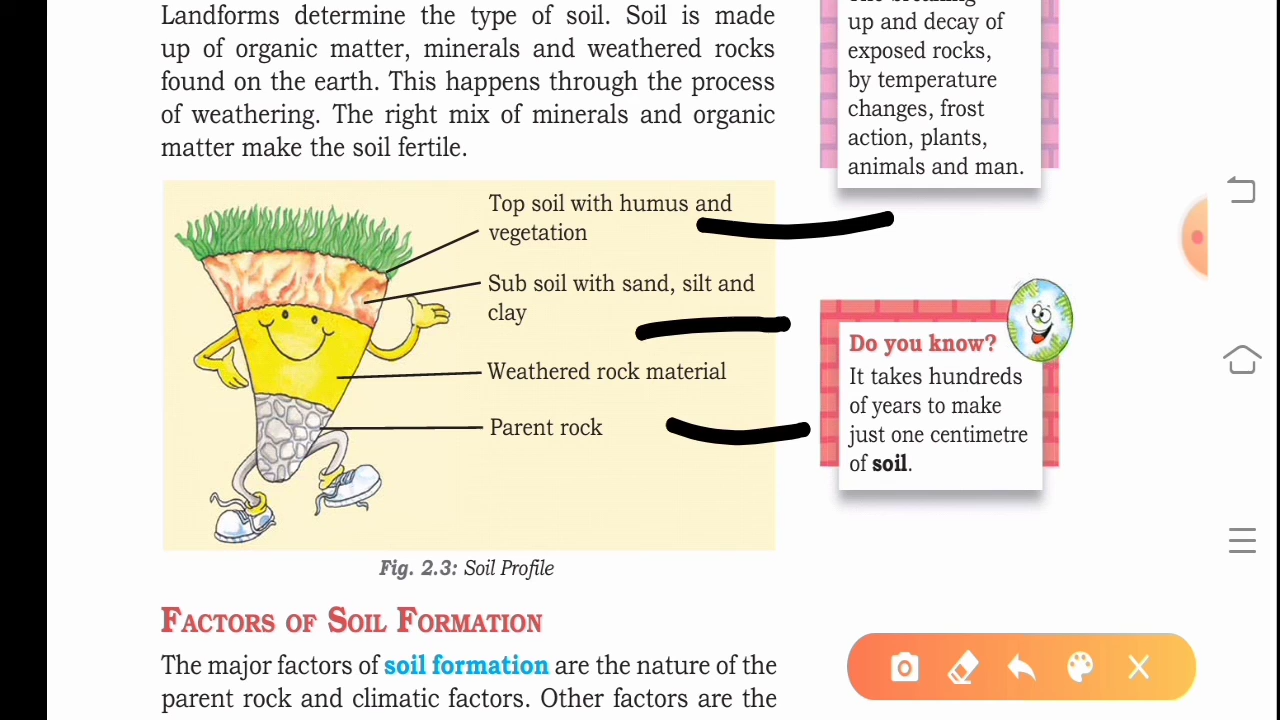 Landforms determine the type of soil. Soil is made
up of organic matter, minerals and weathered rocks
found on the earth. This happens through the process
of weathering. The right mix of minerals and organic
matter make the soil fertile.
up and decay of
exposed rocks,
by temperature
changes, frost
action, plants,
animals and man.
Top soil with humus and
vegetation
Sub soil with sand, silt and
clay
Weathered rock material
Parent rock
Fig. 2.3: Soil Profile
Do you know?
It takes hundreds
of years to make
just one centimetre
of soil.
FACTORS OF SOIL FORMATION
The major factors of soil formation are the nature of the
parent rock and climatic factors. Other factors are the